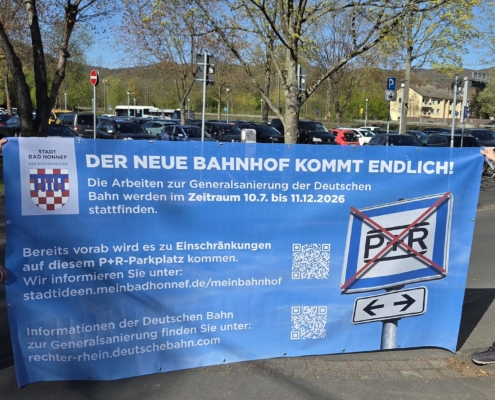 STADT
BAD HONNEF
DER NEUE BAHNHOF KOMMT ENDLICH!
Die Arbeiten zur Generalsanierung der Deutschen
Bahn werden im Zeitraum 10.7. bis 11.12.2026
stattfinden.
Bereits vorab wird es zu Einschränkungen
auf diesem P+R-Parkplatz kommen.
Wir informieren Sie unter:
stadtideen.meinbadhonnef.de/meinbahnhof
Informationen der Deutschen Bahn
zur Generalsanierung finden Sie unter:
rechter-rhein.deutschebahn.com
P+R
P